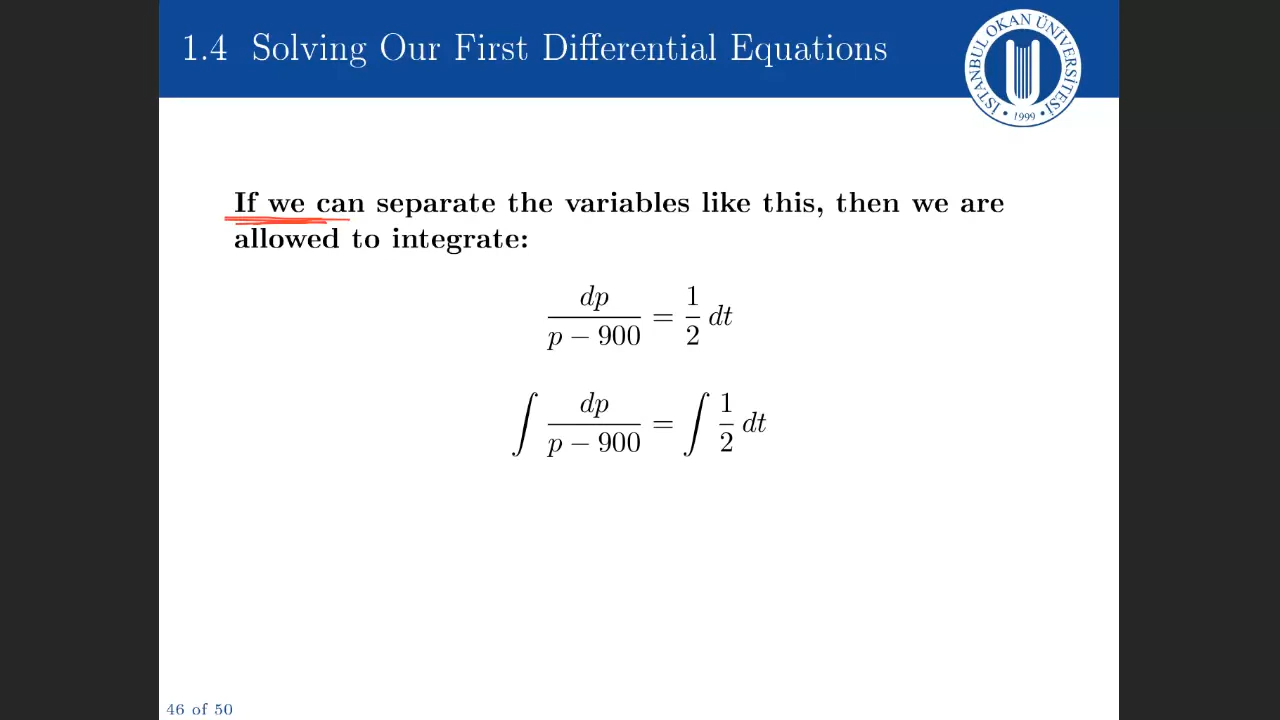 1.4 Solving Our First Differential Equations
İSTANBUL OKAN ÜNİVERSİTESİ
• 1999 •
If we can separate the variables like this, then we are
allowed to integrate:
dp/(p − 900) = 1/2 dt
∫ dp/(p − 900) = ∫ 1/2 dt
46 of 50